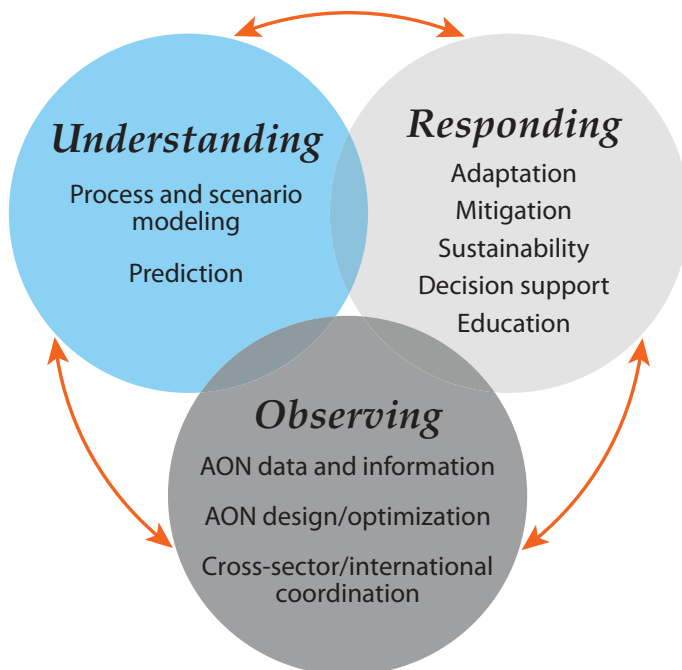 Understanding
Process and scenario
modeling
Prediction
Responding
Adaptation
Mitigation
Sustainability
Decision support
Education
Observing
AON data and information
AON design/optimization
Cross-sector/international
coordination